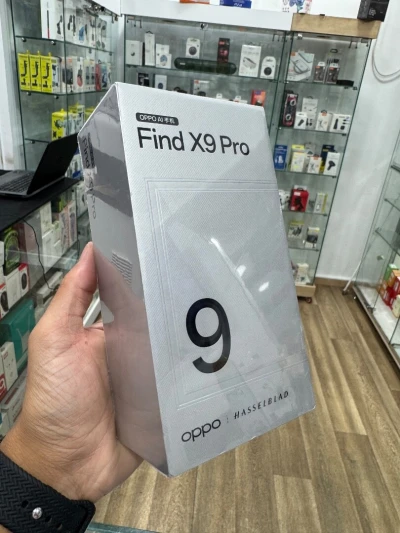 OPPO AI 手机
Find X9 Pro
9
oppo | HASSELBLAD